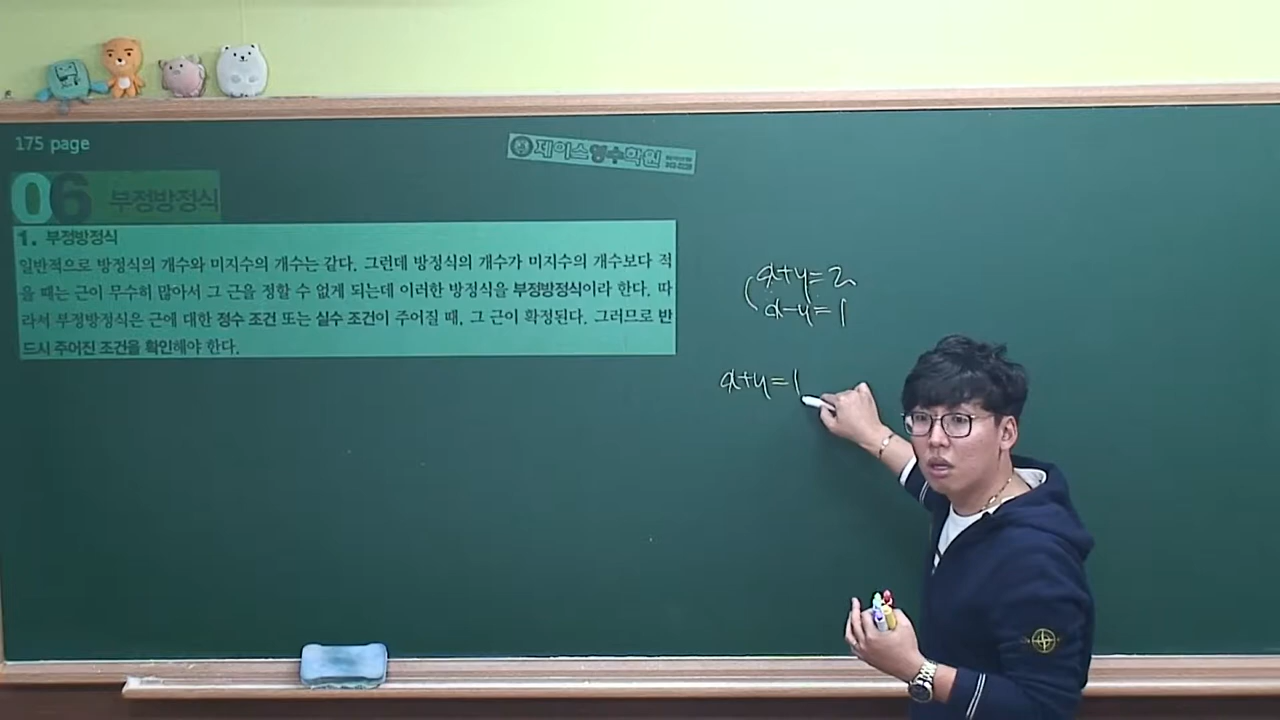 175 page
제이스영수학원
06 부정방정식
1. 부정방정식
일반적으로 방정식의 개수와 미지수의 개수는 같다. 그런데 방정식의 개수가 미지수의 개수보다 적
을 때는 근이 무수히 많아서 그 근을 정할 수 없게 되는데 이러한 방정식을 부정방정식이라 한다. 따
라서 부정방정식은 근에 대한 정수 조건 또는 실수 조건이 주어질 때, 그 근이 확정된다. 그러므로 반
드시 주어진 조건을 확인해야 한다.
x+y=2
x-y=1
x+y=1